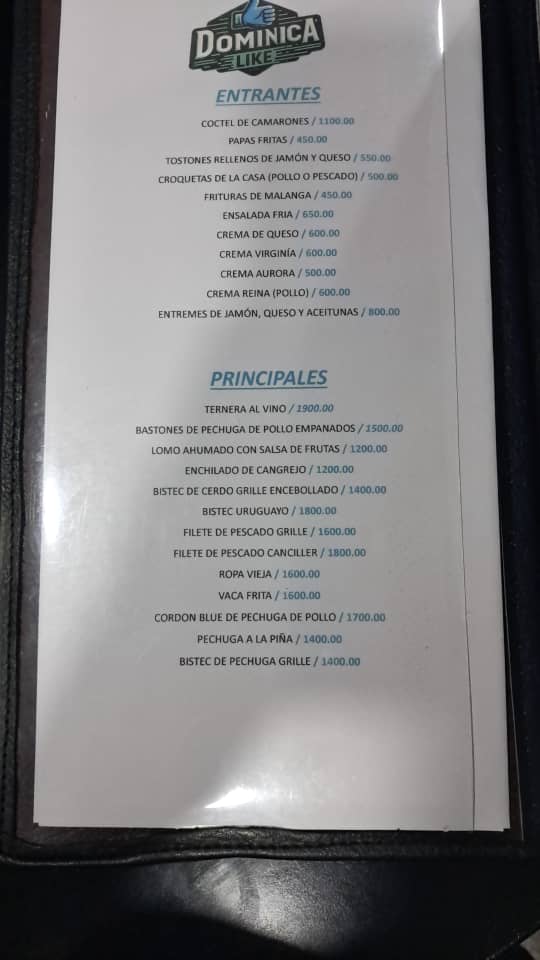 DOMINICA
LIKE
ENTRANTES
COCTEL DE CAMARONES / 1100.00
PAPAS FRITAS / 450.00
TOSTONES RELLENOS DE JAMÓN Y QUESO / 550.00
CROQUETAS DE LA CASA (POLLO O PESCADO) / 500.00
FRITURAS DE MALANGA / 450.00
ENSALADA FRIA / 650.00
CREMA DE QUESO / 600.00
CREMA VIRGINÍA / 600.00
CREMA AURORA / 500.00
CREMA REINA (POLLO) / 600.00
ENTREMES DE JAMÓN, QUESO Y ACEITUNAS / 800.00
PRINCIPALES
TERNERA AL VINO / 1900.00
BASTONES DE PECHUGA DE POLLO EMPANADOS / 1500.00
LOMO AHUMADO CON SALSA DE FRUTAS / 1200.00
ENCHILADO DE CANGREJO / 1200.00
BISTEC DE CERDO GRILLE ENCEBOLLADO / 1400.00
BISTEC URUGUAYO / 1800.00
FILETE DE PESCADO GRILLE / 1600.00
FILETE DE PESCADO CANCILLER / 1800.00
ROPA VIEJA / 1600.00
VACA FRITA / 1600.00
CORDON BLUE DE PECHUGA DE POLLO / 1700.00
PECHUGA A LA PIÑA / 1400.00
BISTEC DE PECHUGA GRILLE / 1400.00